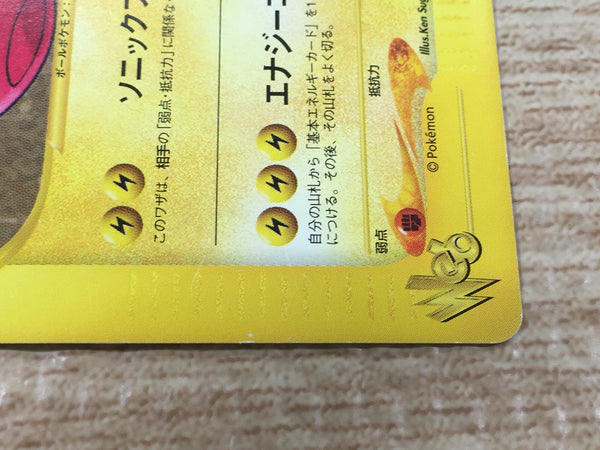 ボールポケモン
ソニックブ
このワザは、相手の「弱点・抵抗力」に関係な
エナジーコ
自分の山札から「基本エネルギーカード」を1
につける。その後、その山札をよく切る。
弱点
抵抗力
Illus.Ken Sug
© Pokémon
Web